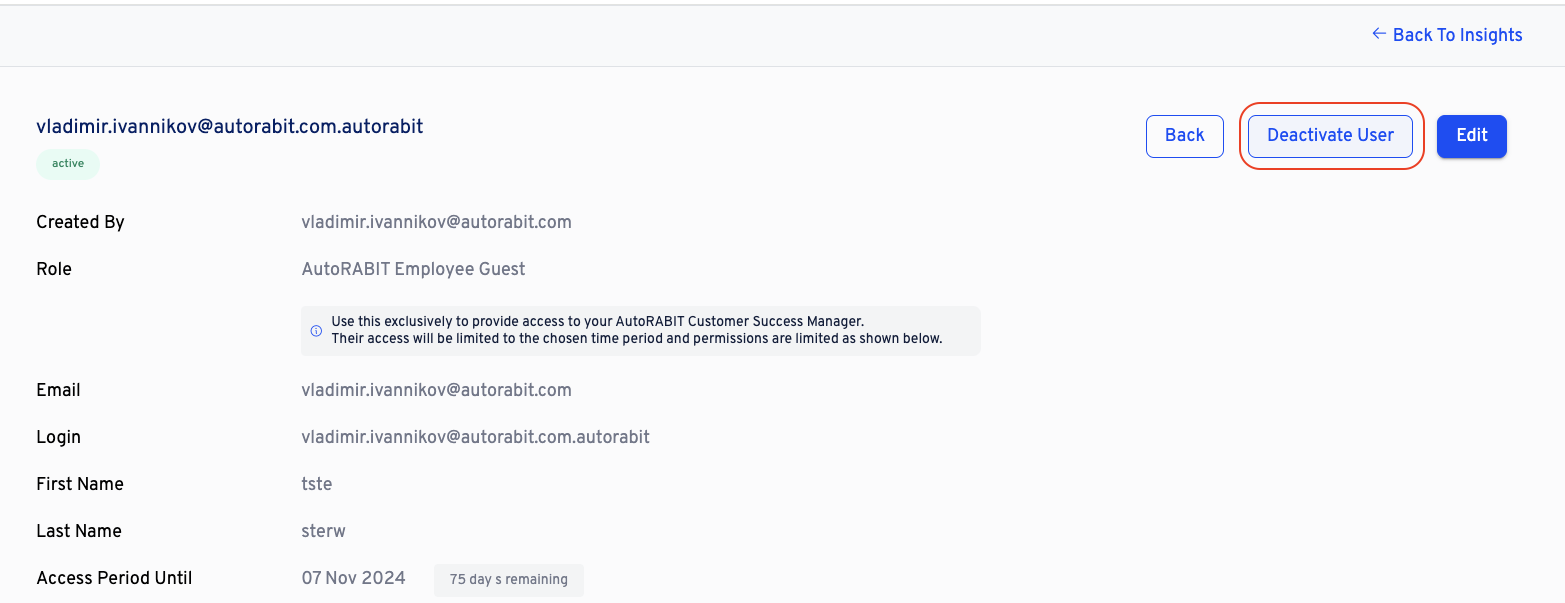 ← Back To Insights
vladimir.ivannikov@autorabit.com.autorabit
Back
Deactivate User
Edit
active
Created By vladimir.ivannikov@autorabit.com
Role AutoRABIT Employee Guest
Use this exclusively to provide access to your AutoRABIT Customer Success Manager.
Their access will be limited to the chosen time period and permissions are limited as shown below.
Email vladimir.ivannikov@autorabit.com
Login vladimir.ivannikov@autorabit.com.autorabit
First Name tste
Last Name sterw
Access Period Until 07 Nov 2024 75 day s remaining